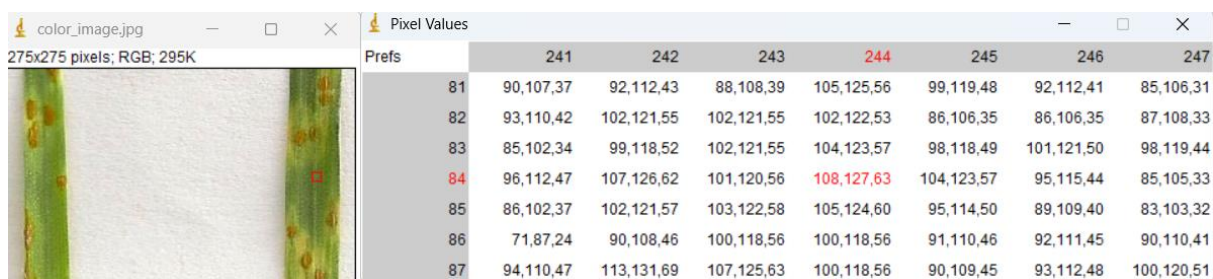 color_image.jpg
275x275 pixels; RGB; 295K
Pixel Values
Prefs 241 242 243 244 245 246 247
81 90,107,37 92,112,43 88,108,39 105,125,56 99,119,48 92,112,41 85,106,31
82 93,110,42 102,121,55 102,121,55 102,122,53 86,106,35 86,106,35 87,108,33
83 85,102,34 99,118,52 102,121,55 104,123,57 98,118,49 101,121,50 98,119,44
84 96,112,47 107,126,62 101,120,56 108,127,63 104,123,57 95,115,44 85,105,33
85 86,102,37 102,121,57 103,122,58 105,124,60 95,114,50 89,109,40 83,103,32
86 71,87,24 90,108,46 100,118,56 100,118,56 91,110,46 92,111,45 90,110,41
87 94,110,47 113,131,69 107,125,63 100,118,56 90,109,45 93,112,48 100,120,51